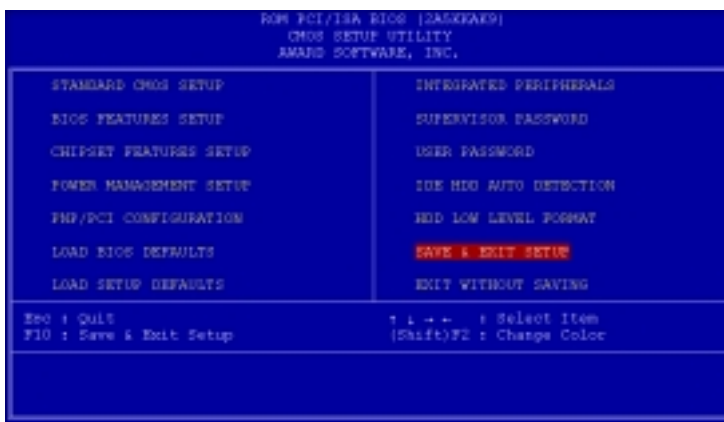 ROM PCI/ISA BIOS (2A5KKAK9)
CMOS SETUP UTILITY
AWARD SOFTWARE, INC.
STANDARD CMOS SETUP
BIOS FEATURES SETUP
CHIPSET FEATURES SETUP
POWER MANAGEMENT SETUP
PNP/PCI CONFIGURATION
LOAD BIOS DEFAULTS
LOAD SETUP DEFAULTS
INTEGRATED PERIPHERALS
SUPERVISOR PASSWORD
USER PASSWORD
IDE HDD AUTO DETECTION
HDD LOW LEVEL FORMAT
SAVE & EXIT SETUP
EXIT WITHOUT SAVING
Esc : Quit
F10 : Save & Exit Setup
↑ ↓ → ← : Select Item
(Shift)F2 : Change Color